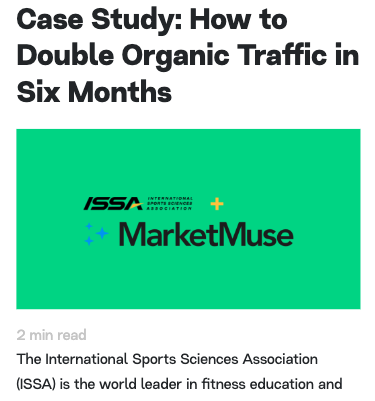 Case Study: How to
Double Organic Traffic in
Six Months
ISSA INTERNATIONAL SPORTS SCIENCES ASSOCIATION +
MarketMuse
2 min read
The International Sports Sciences Association
(ISSA) is the world leader in fitness education and